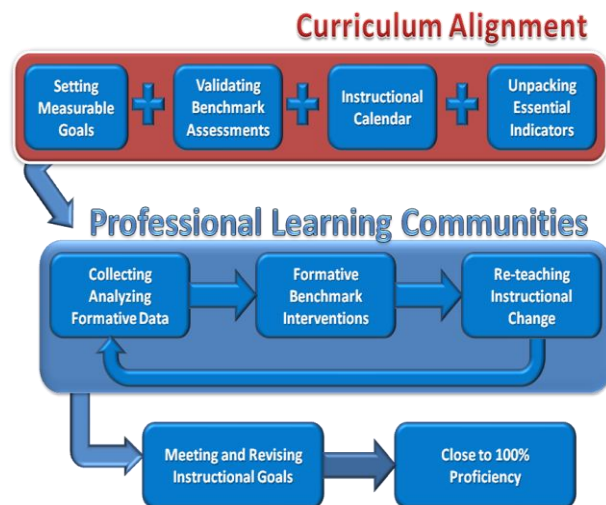 Curriculum Alignment
Setting
Measurable
Goals
Validating
Benchmark
Assessments
Instructional
Calendar
Unpacking
Essential
Indicators
Professional Learning Communities
Collecting
Analyzing
Formative Data
Formative
Benchmark
Interventions
Re-teaching
Instructional
Change
Meeting and Revising
Instructional Goals
Close to 100%
Proficiency